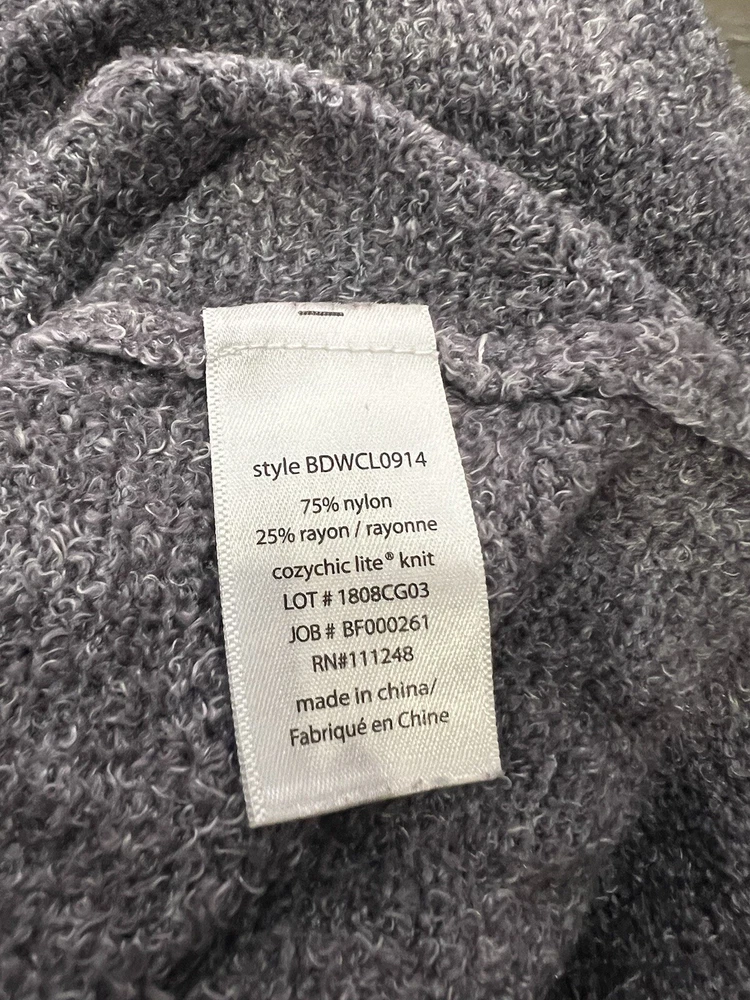 style BDWCL0914
75% nylon
25% rayon / rayonne
cozychic lite® knit
LOT # 1808CG03
JOB # BF000261
RN#111248
made in china/
Fabriqué en Chine